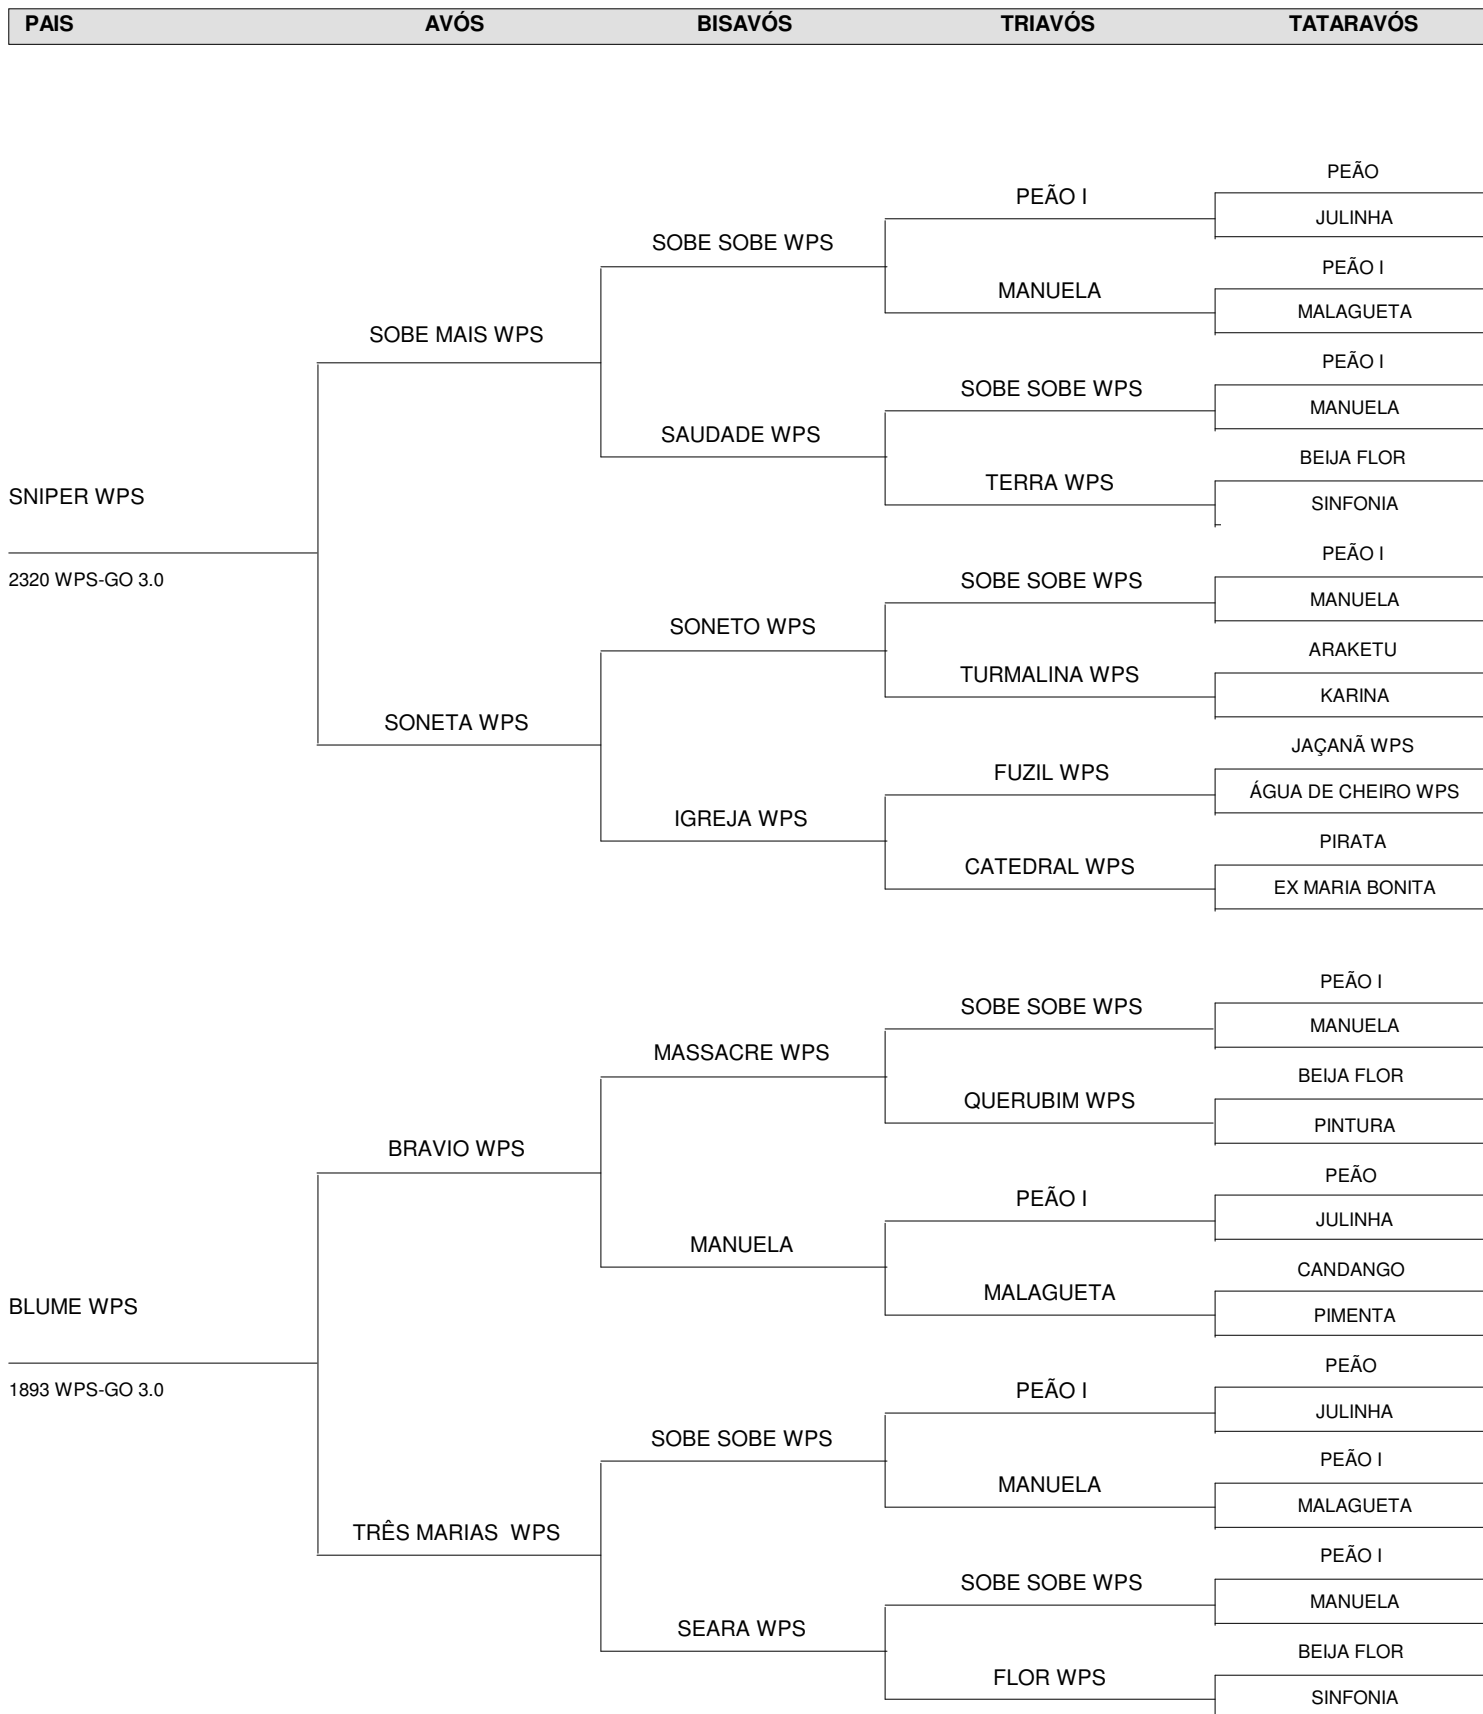 PAIS AVÓS BISAVÓS TRIAVÓS TATARAVÓS
PEÃO
PEÃO I
JULINHA
SOBE SOBE WPS
PEÃO I
MANUELA
MALAGUETA
SOBE MAIS WPS
PEÃO I
SOBE SOBE WPS
MANUELA
SAUDADE WPS
BEIJA FLOR
TERRA WPS
SNIPER WPS
SINFONIA
PEÃO I
2320 WPS-GO 3.0
SOBE SOBE WPS
MANUELA
SONETO WPS
ARAKETU
TURMALINA WPS
KARINA
SONETA WPS
JAÇANÃ WPS
FUZIL WPS
ÁGUA DE CHEIRO WPS
IGREJA WPS
PIRATA
CATEDRAL WPS
EX MARIA BONITA
PEÃO I
SOBE SOBE WPS
MANUELA
MASSACRE WPS
BEIJA FLOR
QUERUBIM WPS
PINTURA
BRAVIO WPS
PEÃO
PEÃO I
JULINHA
MANUELA
CANDANGO
MALAGUETA
BLUME WPS
PIMENTA
PEÃO
1893 WPS-GO 3.0
PEÃO I
JULINHA
SOBE SOBE WPS
PEÃO I
MANUELA
MALAGUETA
TRÊS MARIAS WPS
PEÃO I
SOBE SOBE WPS
MANUELA
SEARA WPS
BEIJA FLOR
FLOR WPS
SINFONIA